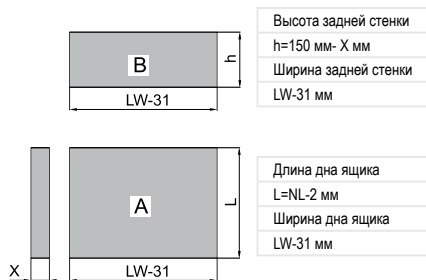 B
h
LW-31
Высота задней стенки
h=150 мм- X мм
Ширина задней стенки
LW-31 мм
A
L
X
LW-31
Длина дна ящика
L=NL-2 мм
Ширина дна ящика
LW-31 мм